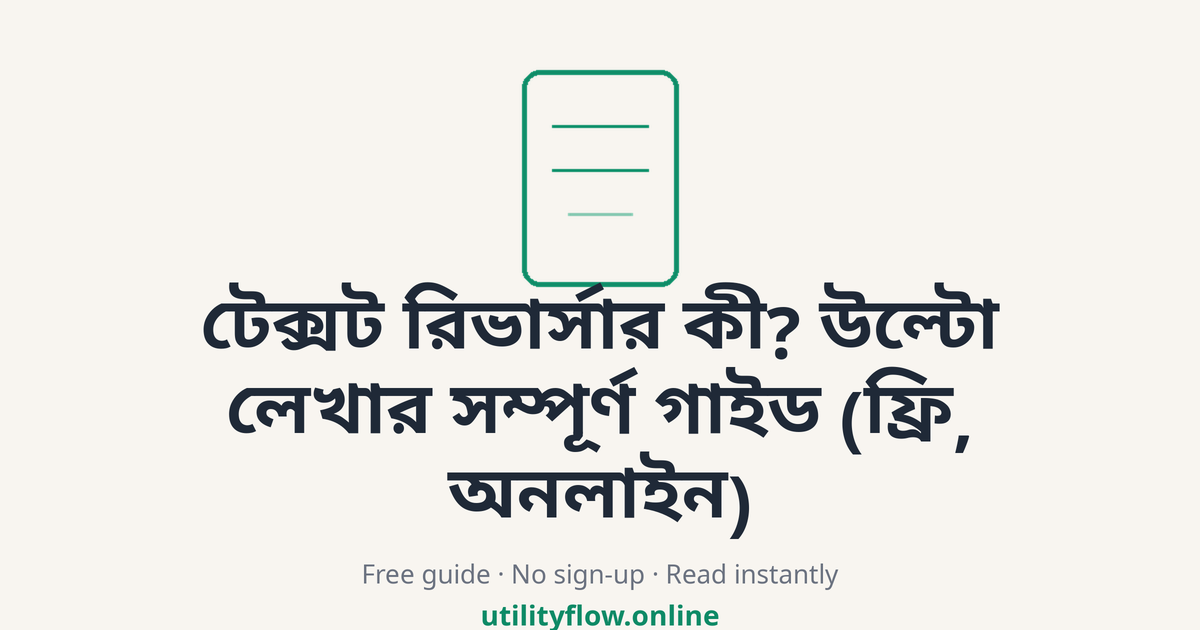 টেক্সট রিভার্সার কী? উল্টো
লেখার সম্পূর্ণ গাইড (ফ্রি,
অনলাইন)
Free guide · No sign-up · Read instantly
utilityflow.online